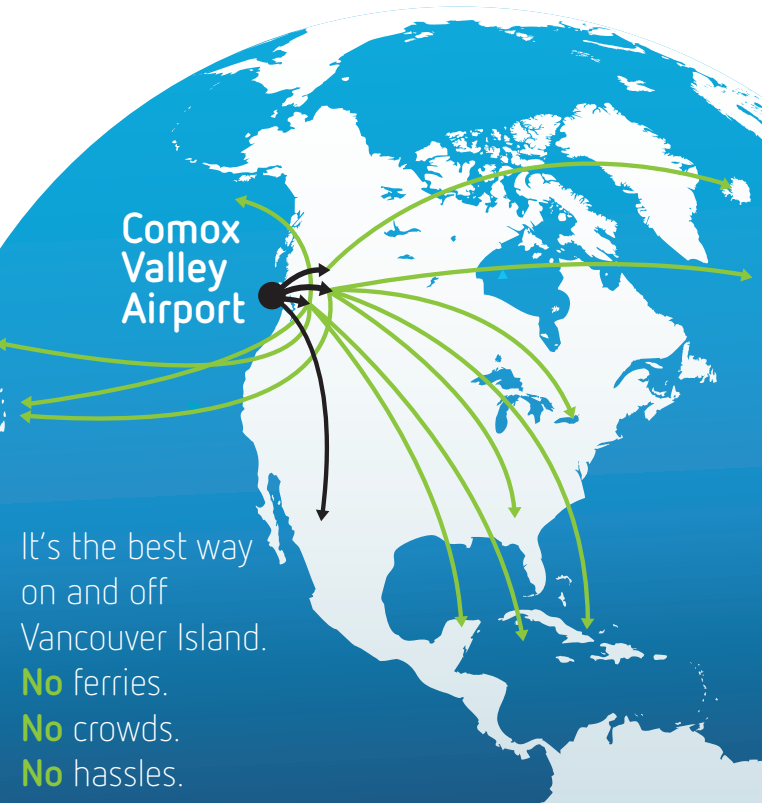 Comox
Valley
Airport
It's the best way
on and off
Vancouver Island.
No ferries.
No crowds.
No hassles.